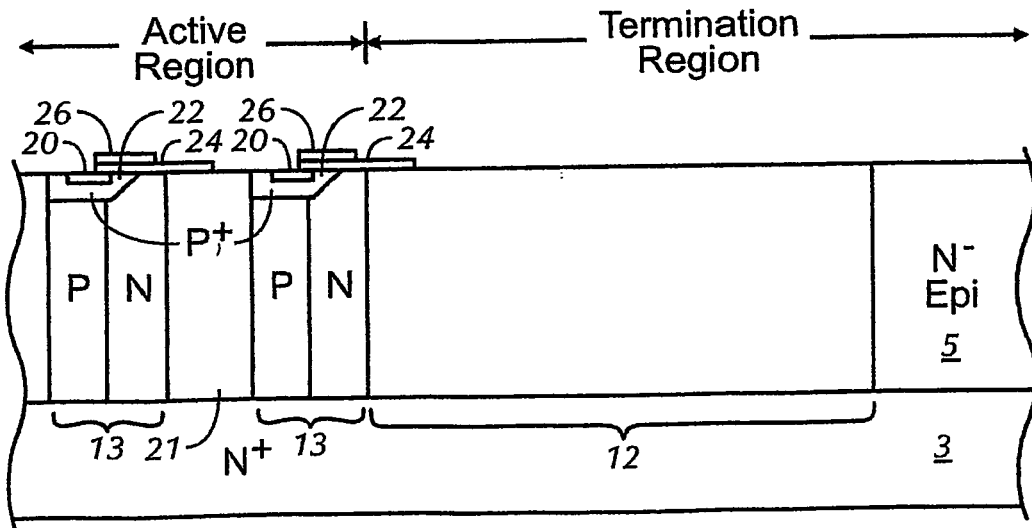 Active
Region
Termination
Region
26 22 26 22
20 24 20 24
P+
P N P N
N-
Epi
5
13 21 13 12
N+
3